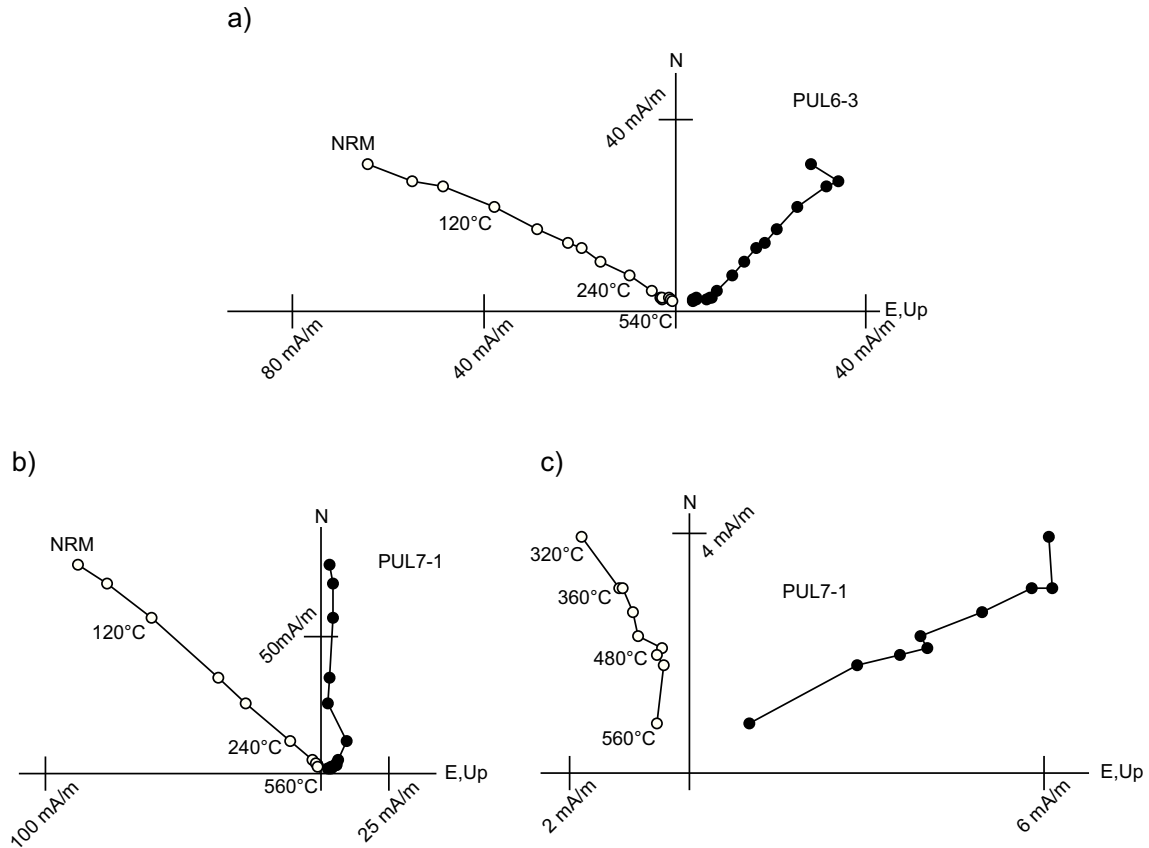 a)
N
40 mA/m
PUL6-3
NRM
120°C
240°C
540°C
E,Up
80 mA/m
40 mA/m
40 mA/m
b)
N
NRM
PUL7-1
120°C
50mA/m
240°C
560°C
E,Up
100 mA/m
25 mA/m
c)
N
4 mA/m
320°C
360°C
PUL7-1
480°C
560°C
E,Up
2 mA/m
6 mA/m